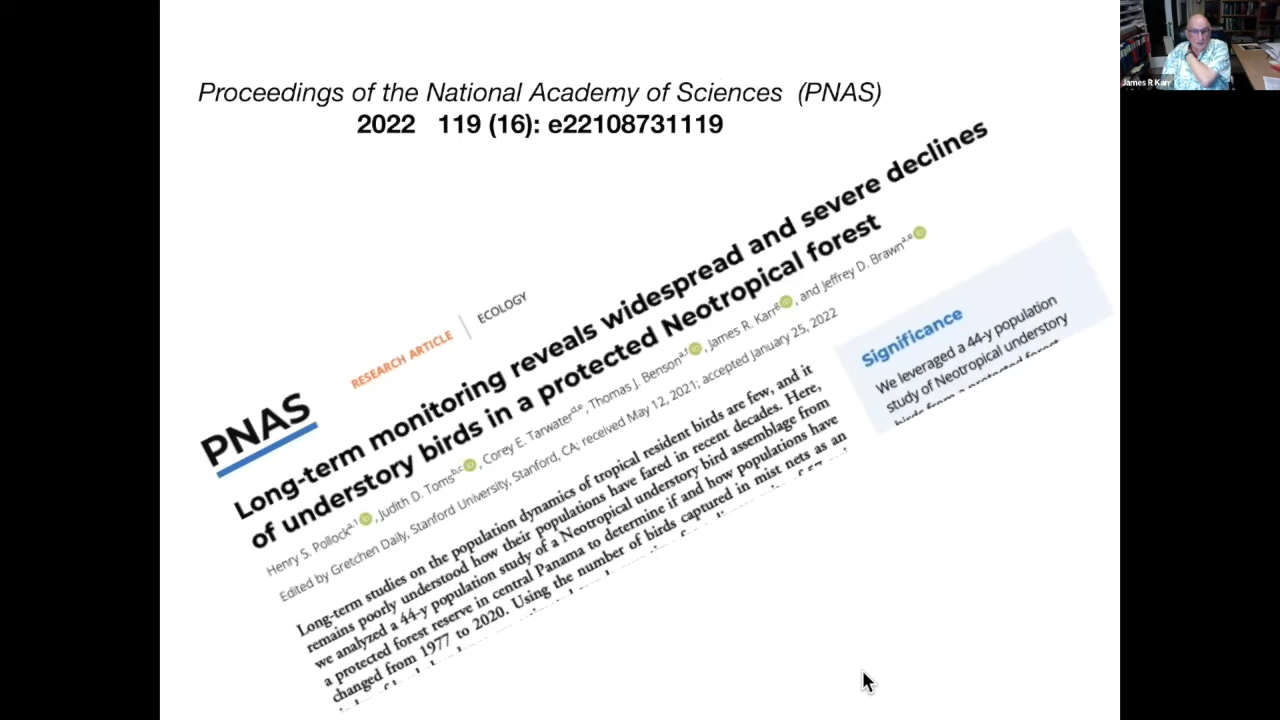 Proceedings of the National Academy of Sciences (PNAS)
2022 119 (16): e22108731119
James R Karr
PNAS
RESEARCH ARTICLE | ECOLOGY
Long-term monitoring reveals widespread and severe declines
of understory birds in a protected Neotropical forest
Henry S. Pollock a,1, Judith D. Toms b,c, Corey E. Tarwater d,e, Thomas J. Benson a,f, James R. Karr g, and Jeffrey D. Brawn a,e
Edited by Gretchen Daily, Stanford University, Stanford, CA; received May 12, 2021; accepted January 25, 2022
Long-term studies on the population dynamics of tropical resident birds are few, and it
remains poorly understood how their populations have fared in recent decades. Here,
we analyzed a 44-y population study of a Neotropical understory bird assemblage from
a protected forest reserve in central Panama to determine if and how populations have
changed from 1977 to 2020. Using the number of birds captured in mist nets as an
Significance
We leveraged a 44-y population
study of Neotropical understory